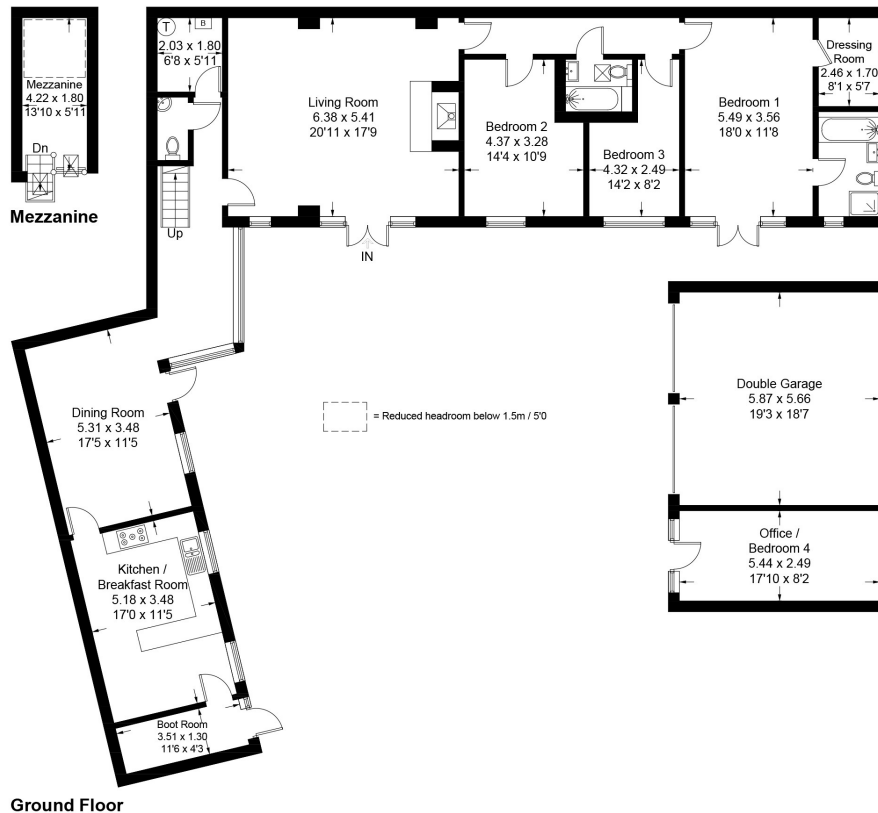 Mezzanine
4.22 x 1.80
13'10 x 5'11
Dn
Mezzanine
T
B
2.03 x 1.80
6'8 x 5'11
Up
Living Room
6.38 x 5.41
20'11 x 17'9
IN
Bedroom 2
4.37 x 3.28
14'4 x 10'9
Bedroom 3
4.32 x 2.49
14'2 x 8'2
Bedroom 1
5.49 x 3.56
18'0 x 11'8
Dressing
Room
2.46 x 1.70
8'1 x 5'7
Dining Room
5.31 x 3.48
17'5 x 11'5
= Reduced headroom below 1.5m / 5'0
Double Garage
5.87 x 5.66
19'3 x 18'7
Office /
Bedroom 4
5.44 x 2.49
17'10 x 8'2
Kitchen /
Breakfast Room
5.18 x 3.48
17'0 x 11'5
Boot Room
3.51 x 1.30
11'6 x 4'3
Ground Floor